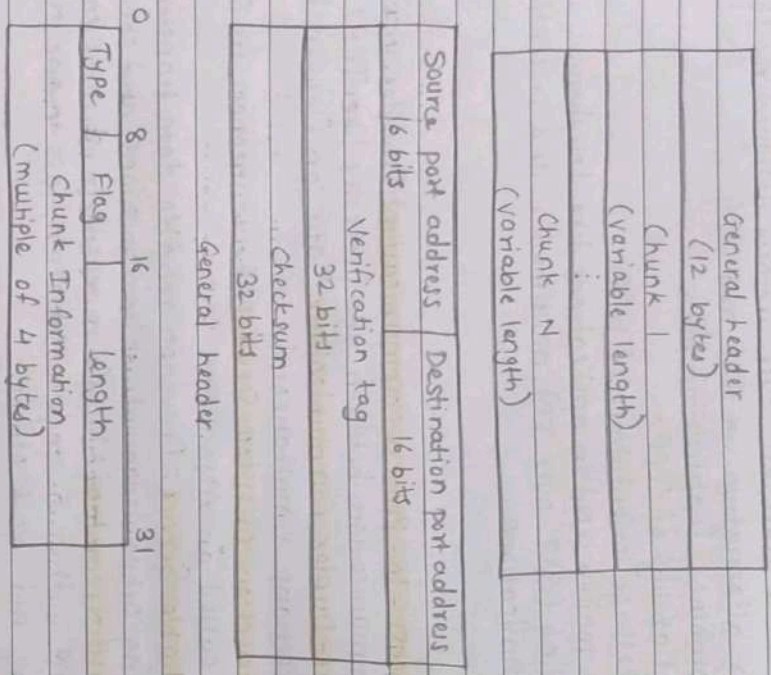 General header
(12 bytes)
Chunk 1
(variable length)
⋮
Chunk N
(variable length)
Source port address Destination port address
16 bits 16 bits
Verification tag
32 bits
Checksum
32 bits
General header
0 8 16 31
Type Flag length
Chunk Information
(multiple of 4 bytes)